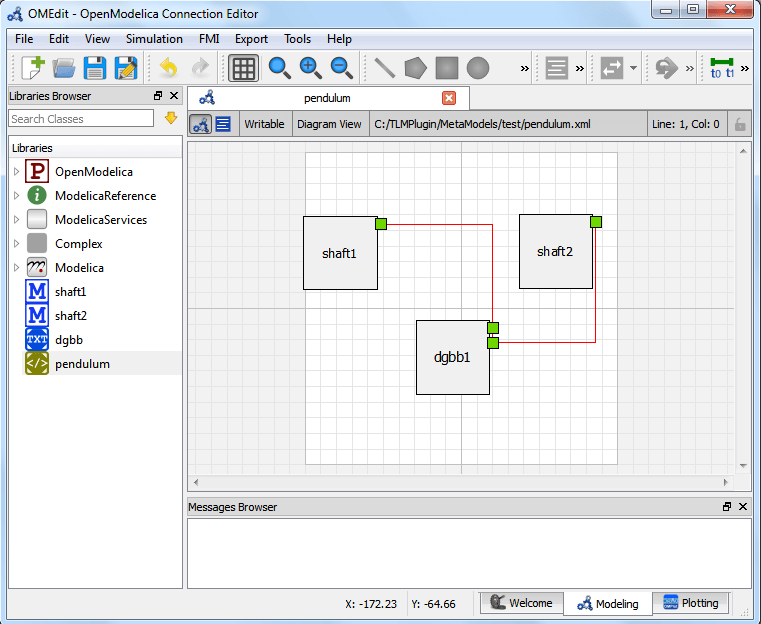 OMEdit - OpenModelica Connection Editor
File Edit View Simulation FMI Export Tools Help
» » » t0 t1 »
Libraries Browser
pendulum
Search Classes
Writable Diagram View C:/TLMPlugin/MetaModels/test/pendulum.xml Line: 1, Col: 0
Libraries
P OpenModelica
i ModelicaReference
ModelicaServices
Complex
m Modelica
M shaft1
M shaft2
TXT dgbb
</> pendulum
shaft1
shaft2
dgbb1
Messages Browser
X: -172.23 Y: -64.66 Welcome Modeling Plotting